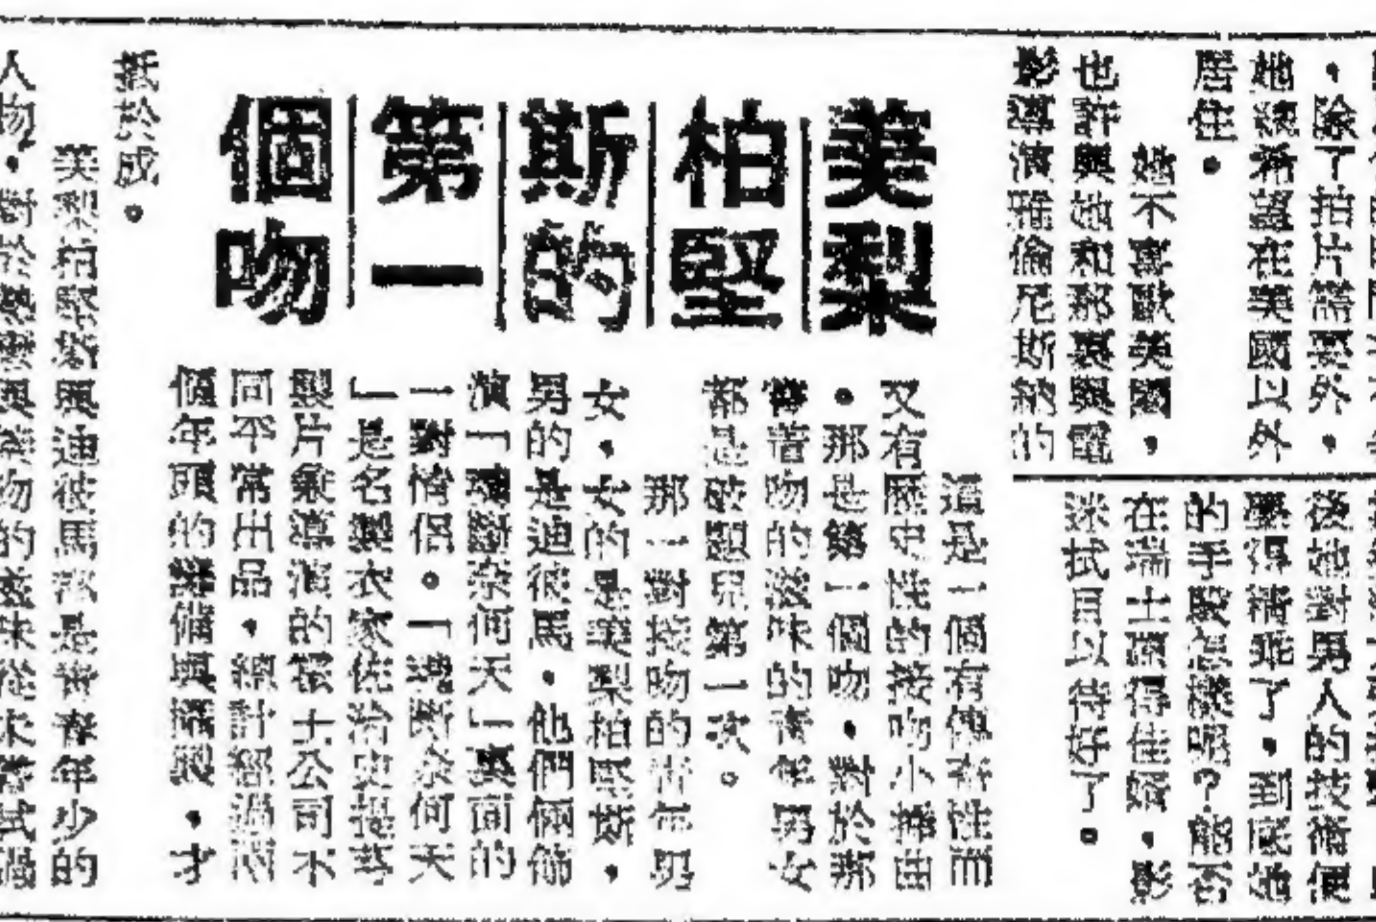 ，除了拍片需要外，
她總希望在美國以外
居住。
她不喜歡美國，
也許與她和那裏與電
影導演雅倫尼斯納的
後她對男人的技術便
要得精乖了。到底她
的手段怎樣呢？能否
在瑞士贏得佳婿，影
迷拭目以待好了。
美梨
柏堅
斯的
第一
個吻
這是一個有傳奇性而
又有歷史性的接吻小插曲
。那是第一個吻，對於那
嘗着吻的滋味的青年男女
都是破題兒第一次。
那一對接吻的青年男
女，女的是美梨柏堅斯，
男的是迪彼馬，他們倆飾
演「魂斷奈何天」裏面的
一對情侶。「魂斷奈何天
」是名製衣家佐治史提芬
製片兼導演的 士公司不
同平常出品，總計經過兩
個年頭的籌備與攝製，才
抵於成。
美梨柏堅斯與迪彼馬 是青春年少的
人物，對於 與 吻的滋味從未嘗試過